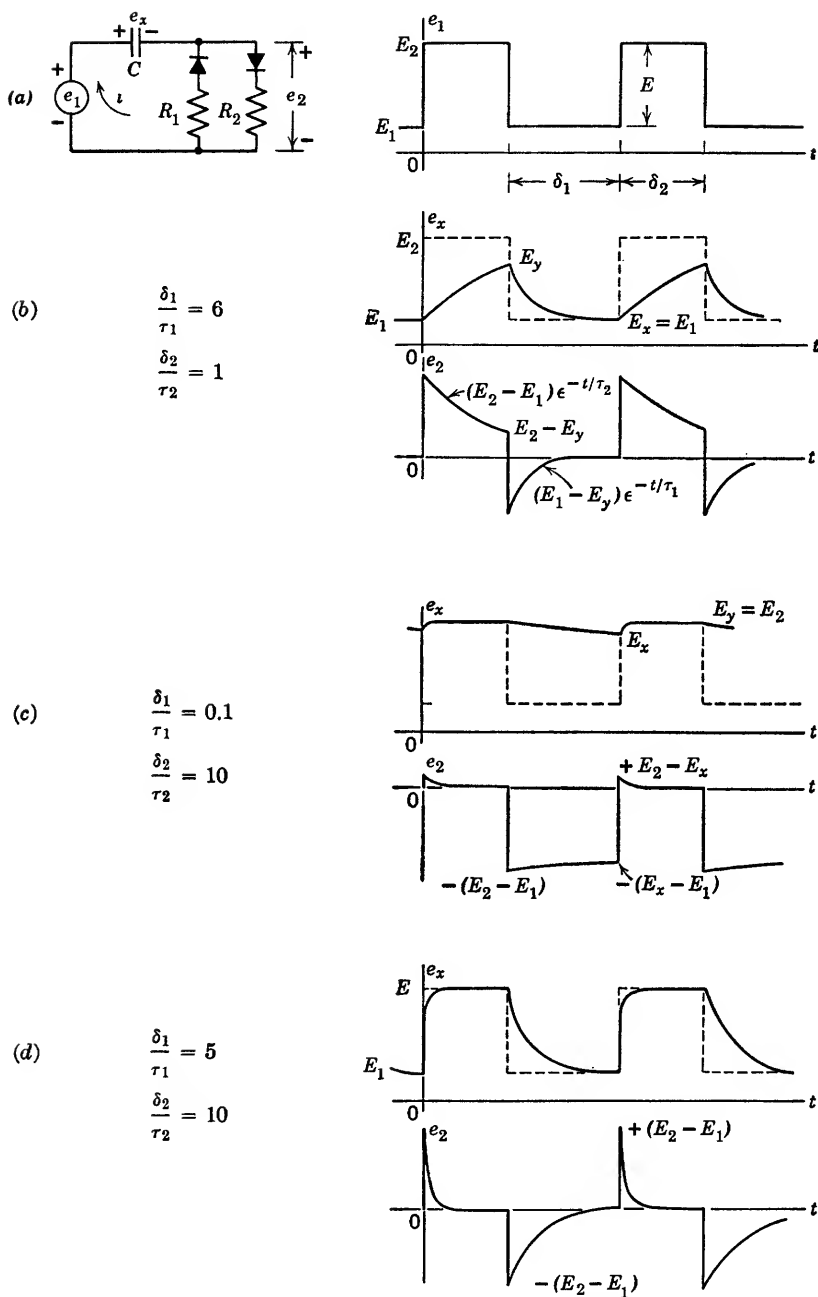 (a)
e_x
+ −
C
+
e_1
−
ι
R_1
R_2
+
e_2
−
e_1
E_2
E
E_1
0
t
δ_1
δ_2
(b)
δ_1/τ_1 = 6
δ_2/τ_2 = 1
e_x
E_2
E_y
E_1
E_x = E_1
0
t
e_2
(E_2 − E_1) ϵ^{−t/τ_2}
E_2 − E_y
0
t
(E_1 − E_y) ϵ^{−t/τ_1}
(c)
δ_1/τ_1 = 0.1
δ_2/τ_2 = 10
e_x
E_y = E_2
E_x
0
t
e_2
+ E_2 − E_x
0
t
− (E_2 − E_1)
− (E_x − E_1)
(d)
δ_1/τ_1 = 5
δ_2/τ_2 = 10
e_x
E
E_1
0
t
e_2
+ (E_2 − E_1)
0
t
− (E_2 − E_1)